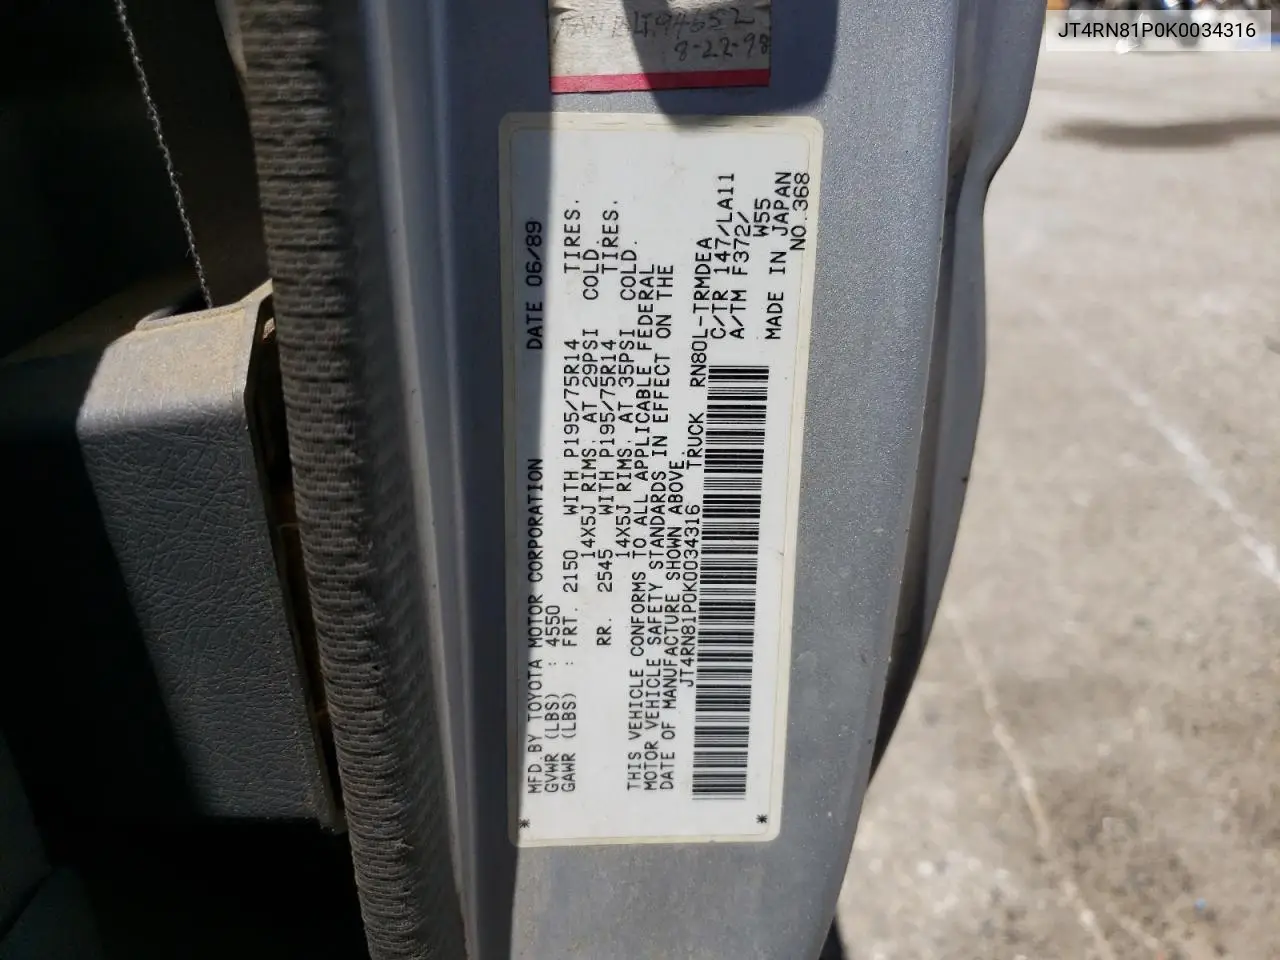 JT4RN81P0K0034316
8-22-98
MFD. BY TOYOTA MOTOR CORPORATION DATE 06/89
GVWR (LBS) : 4550
GAWR (LBS) : FRT. 2150 WITH P195/75R14 TIRES.
14X5J RIMS. AT 29PSI COLD.
RR. 2545 WITH P195/75R14 TIRES.
14X5J RIMS. AT 35PSI COLD.
THIS VEHICLE CONFORMS TO ALL APPLICABLE FEDERAL
MOTOR VEHICLE SAFETY STANDARDS IN EFFECT ON THE
DATE OF MANUFACTURE SHOWN ABOVE.
JT4RN81P0K0034316 TRUCK RN80L-TRMDEA
C/TR 147/LA11
A/TM F372/
W55
MADE IN JAPAN
NO.368
* *